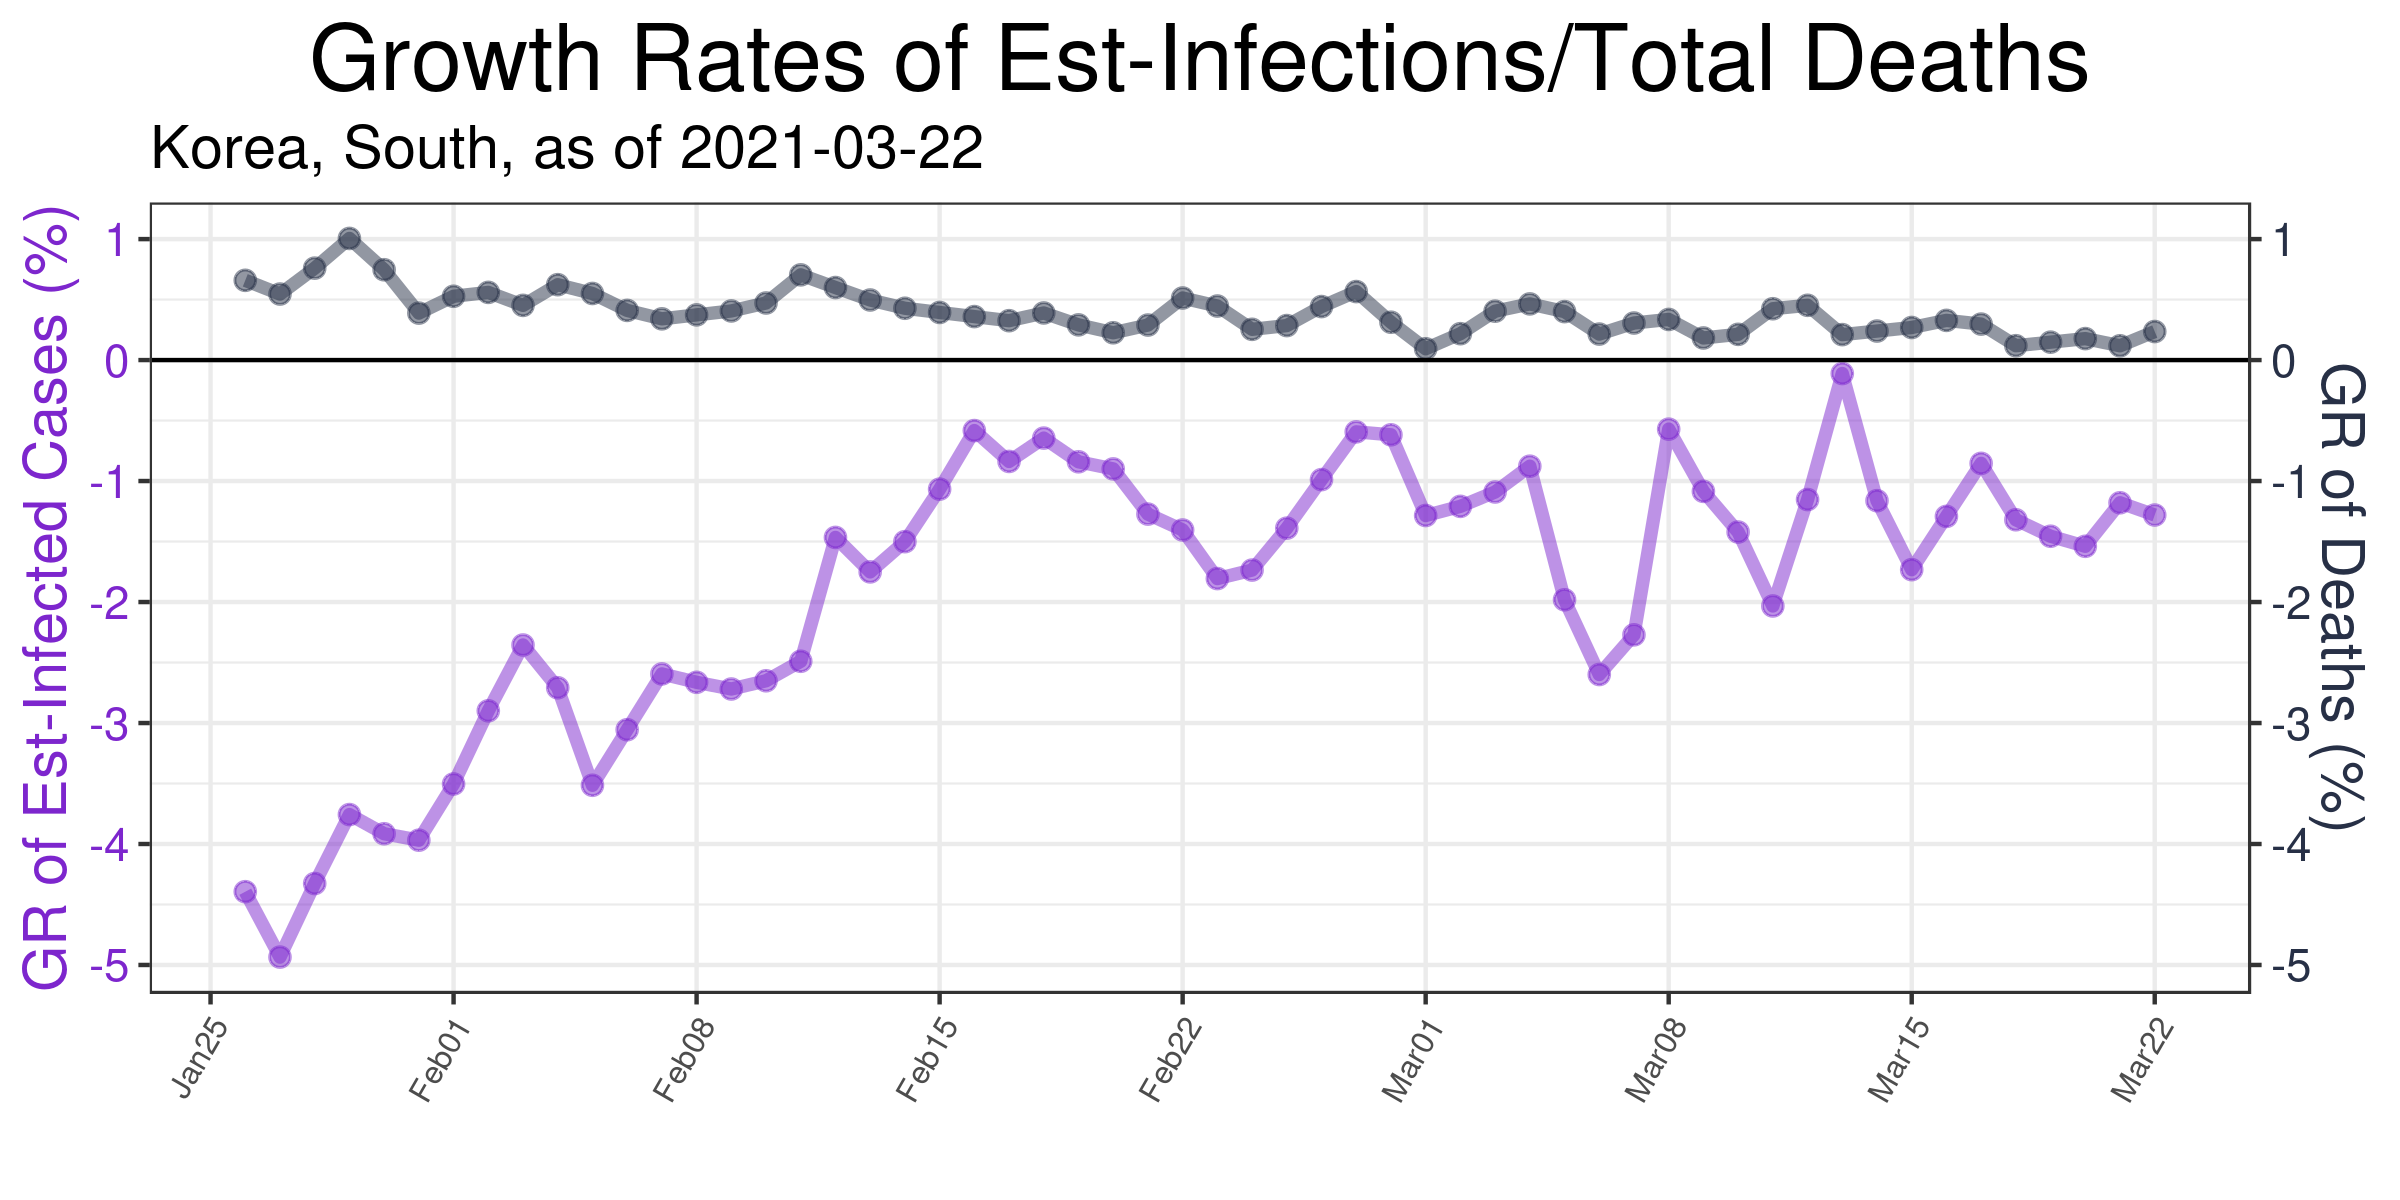 Growth Rates of Est-Infections/Total Deaths
Korea, South, as of 2021-03-22
GR of Est-Infected Cases (%)
1
0
-1
-2
-3
-4
-5
1
0
-1
-2
-3
-4
-5
GR of Deaths (%)
Jan25
Feb01
Feb08
Feb15
Feb22
Mar01
Mar08
Mar15
Mar22